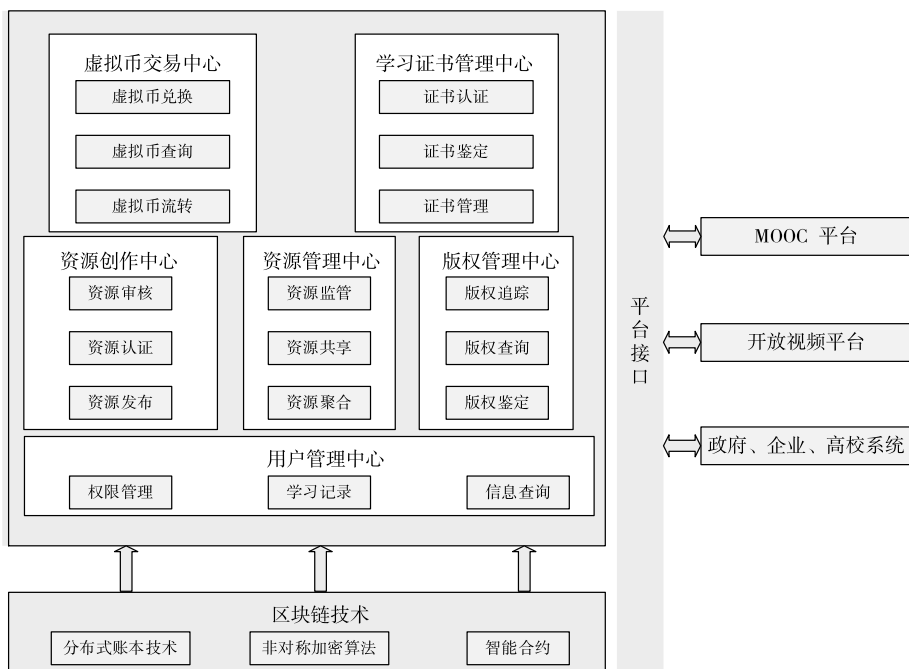 虚拟币交易中心
虚拟币兑换
虚拟币查询
虚拟币流转
学习证书管理中心
证书认证
证书鉴定
证书管理
资源创作中心
资源审核
资源认证
资源发布
资源管理中心
资源监管
资源共享
资源聚合
版权管理中心
版权追踪
版权查询
版权鉴定
用户管理中心
权限管理
学习记录
信息查询
区块链技术
分布式账本技术
非对称加密算法
智能合约
平台接口
MOOC 平台
开放视频平台
政府、企业、高校系统